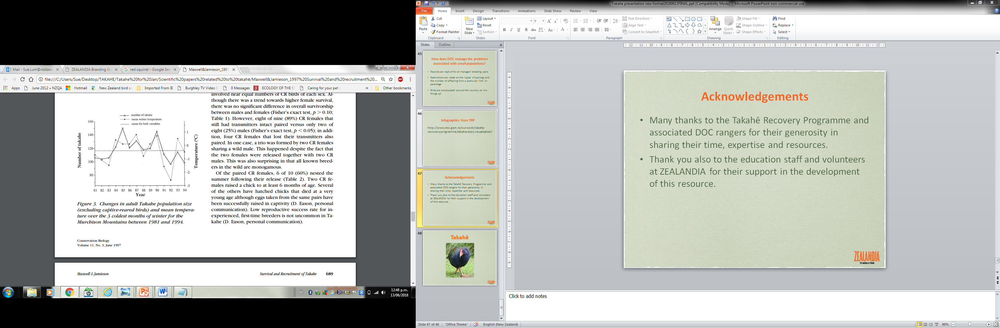 Mail - Sue.Lum@visitzea
ZEALANDIA Branding Gu
red squirrel - Google Sea
Maxwell&Jamieson_1997
file:///C:/Users/Sue/Desktop/TAKAHE/Takahe%20for%20Jan/Scientific%20papers%20related%20to%20takahē/Maxwell&Jamieson_1997%20Survival%20and%20recruitment%20...
Apps
June 2012 » NZQA
Hotmail
New Zealand bird so
Imported From IE
Burghley TV Video C
0 Messages
ECOLOGY OF THE ST
Caring for your pet
»
Other bookmarks
number of takahe
mean winter temperature
mean for both variables
Number of takahe
160
140
120
100
80
Temperature (°C)
1
0
-1
-2
-3
81 82 83 84 85 86 87 88 89 90 91 92 93 94
Year
Figure 3. Changes in adult Takahe population size
(excluding captive-reared birds) and mean tempera-
ture over the 3 coldest months of winter for the
Murchison Mountains between 1981 and 1994.
involved near equal numbers of CR birds of each sex. Al-
though there was a trend towards higher female survival,
there was no significant difference in overall survivorship
between males and females (Fisher's exact test, p > 0.10;
Table 1). However, eight of nine (89%) CR females that
still had transmitters intact paired versus only two of
eight (25%) males (Fisher's exact test, p < 0.05); in addi-
tion, four CR females that lost their transmitters also
paired. In one case, a trio was formed by two CR females
sharing a wild male. This happened despite the fact that
the two females were released together with two CR
males. This was also surprising in that all known breed-
ers in the wild are monogamous.
Of the paired CR females, 6 of 10 (60%) nested the
summer following their release (Table 2). Two CR fe-
males raised a chick to at least 6 months of age. Several
of the others have hatched chicks that died at a very
young age although eggs taken from the same pairs have
been successfully raised in captivity (D. Eason, personal
communication). Low reproductive success rate for in-
experienced, first-time breeders is not uncommon in Ta-
kahe (D. Eason, personal communication).
Conservation Biology
Volume 11, No. 3, June 1997
Maxwell & Jamieson
Survival and Recruitment of Takahe 689
12:48 p.m.
13/06/2018
Takahe presentation new format20180613FINAL.ppt [Compatibility Mode] - Microsoft PowerPoint non-commercial use
File Home Insert Design Transitions Animations Slide Show Review View
Paste
Cut
Copy
Format Painter
Clipboard
New
Slide
Layout
Reset
Section
Slides
9
Font
Text Direction
Align Text
Convert to SmartArt
Paragraph
Arrange
Quick
Styles
Shape Fill
Shape Outline
Shape Effects
Drawing
Find
Replace
Select
Editing
Slides Outline
45
How does DOC manage the problems
associated with small populations?
• Records are kept of for all managed breeding pairs
• Restrictions are made on the 'types' of pairings and
the number of offspring from a particular 'line' or
parentage
• Birds are translocated around the country, to 'mix
things up'
ZEALANDIA
46
Infographics from TRP
http://www.doc.govt.nz/our-work/takahe-
recovery-programme/takahe-story-visualisation/
ZEALANDIA
47
Acknowledgements
• Many thanks to the Takahē Recovery Programme and
associated DOC rangers for their generosity in
sharing their time, expertise and resources.
• Thank you also to the education staff and volunteers
at ZEALANDIA for their support in the development
of this resource.
ZEALANDIA
48
Takahē
ZEALANDIA
Acknowledgements
• Many thanks to the Takahē Recovery Programme and
associated DOC rangers for their generosity in
sharing their time, expertise and resources.
• Thank you also to the education staff and volunteers
at ZEALANDIA for their support in the development
of this resource.
ZEALANDIA
TE MĀRA A TĀNE
Click to add notes
Slide 47 of 48
"Office Theme"
English (New Zealand)
90%